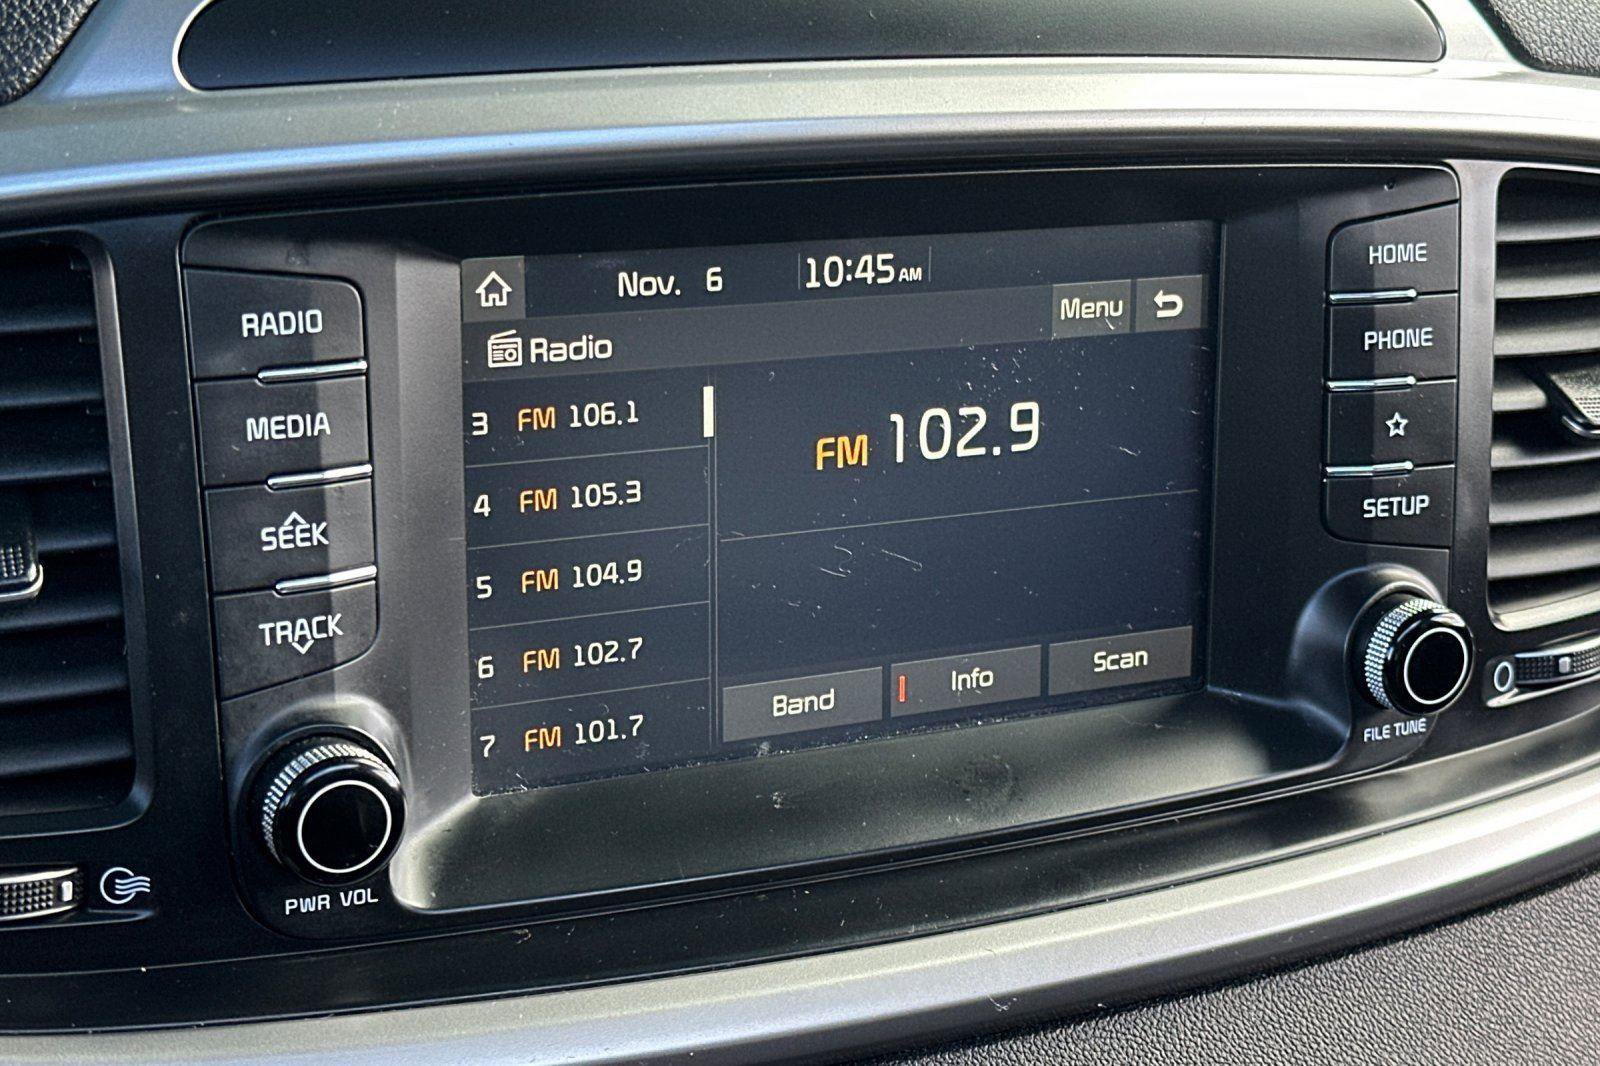 RADIO
MEDIA
SEEK
TRACK
PWR VOL
Nov. 6 10:45 AM
Radio
Menu
3 FM 106.1
4 FM 105.3
5 FM 104.9
6 FM 102.7
7 FM 101.7
FM 102.9
Band
Info
Scan
HOME
PHONE
SETUP
FILE TUNE